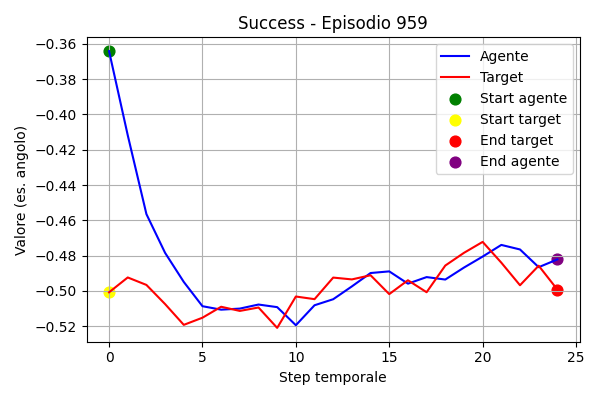 Success - Episodio 959
Valore (es. angolo)
−0.36
−0.38
−0.40
−0.42
−0.44
−0.46
−0.48
−0.50
−0.52
Agente
Target
Start agente
Start target
End target
End agente
0
5
10
15
20
25
Step temporale